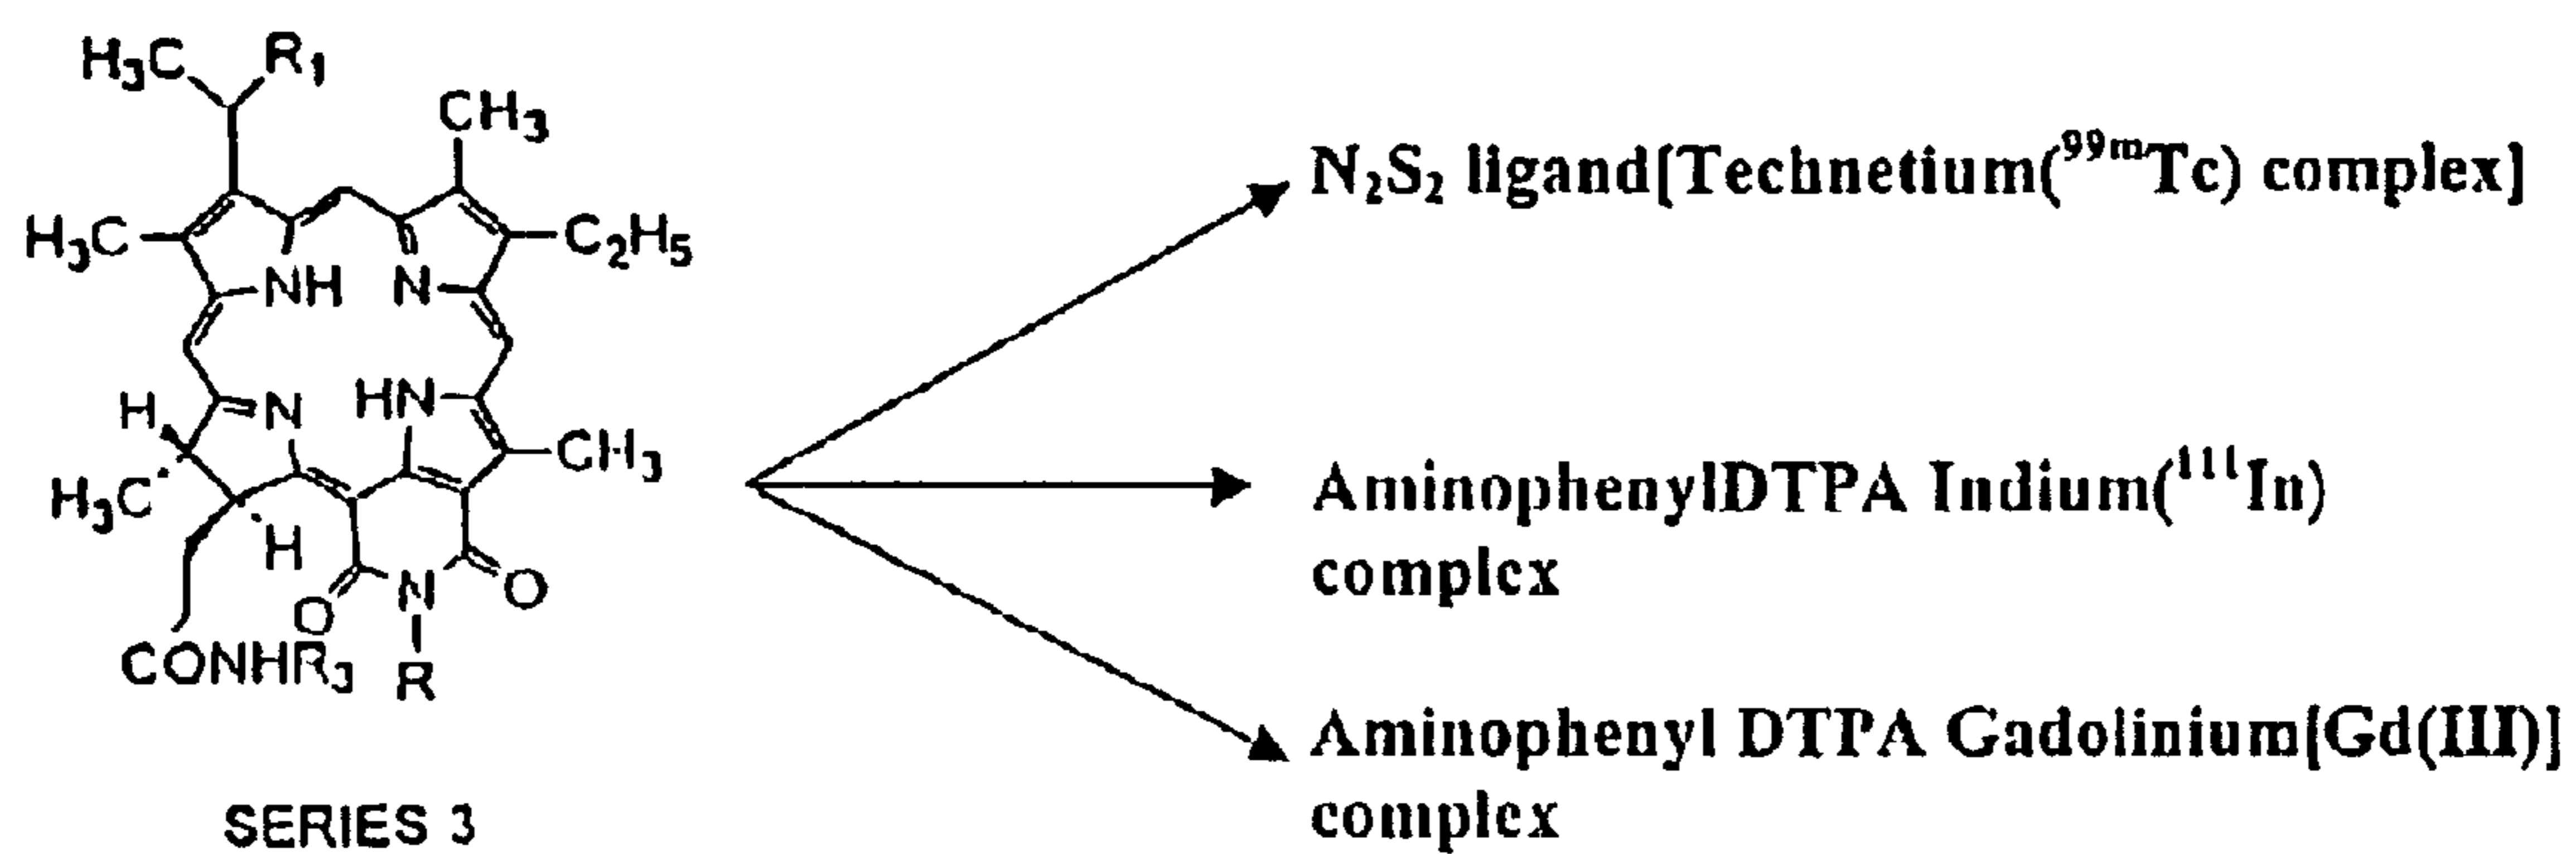 H₃C R₁
CH₃
H₃C C₂H₅
NH N
N HN
H CH₃
H₃C
H
O N O
CONHR₃ R
SERIES 3
N₂S₂ ligand[Technetium(⁹⁹ᵐTc) complex]
AminophenylDTPA Indium(¹¹¹In)
complex
Aminophenyl DTPA Gadolinium[Gd(III)]
complex